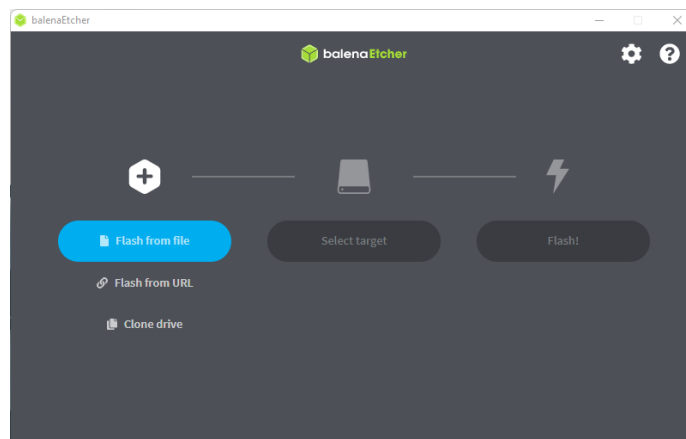 balenaEtcher
balenaEtcher
Flash from file
Select target
Flash!
Flash from URL
Clone drive